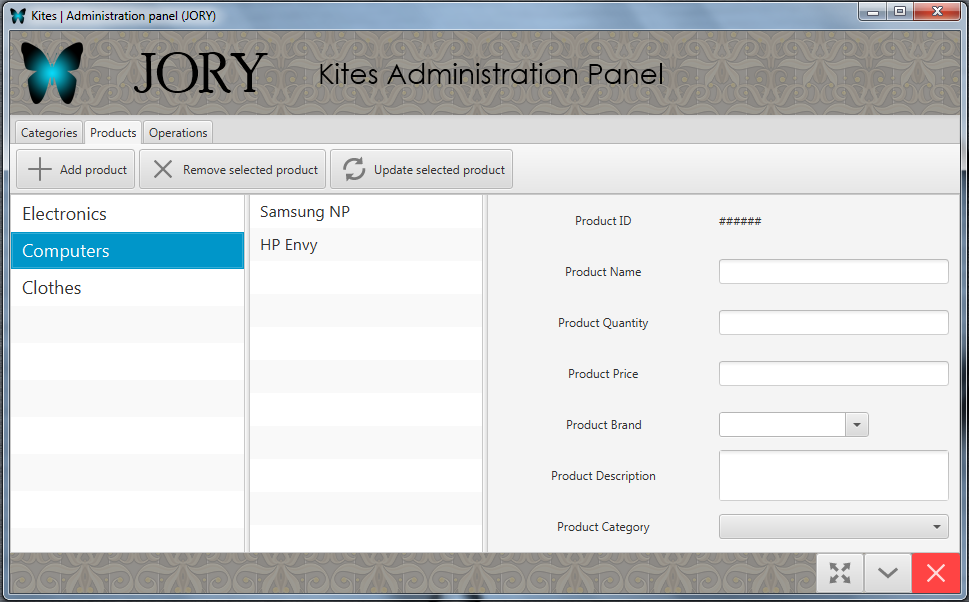 Kites | Administration panel (JORY)
JORY Kites Administration Panel
Categories Products Operations
Add product Remove selected product Update selected product
Electronics
Computers
Clothes
Samsung NP
HP Envy
Product ID ######
Product Name
Product Quantity
Product Price
Product Brand
Product Description
Product Category